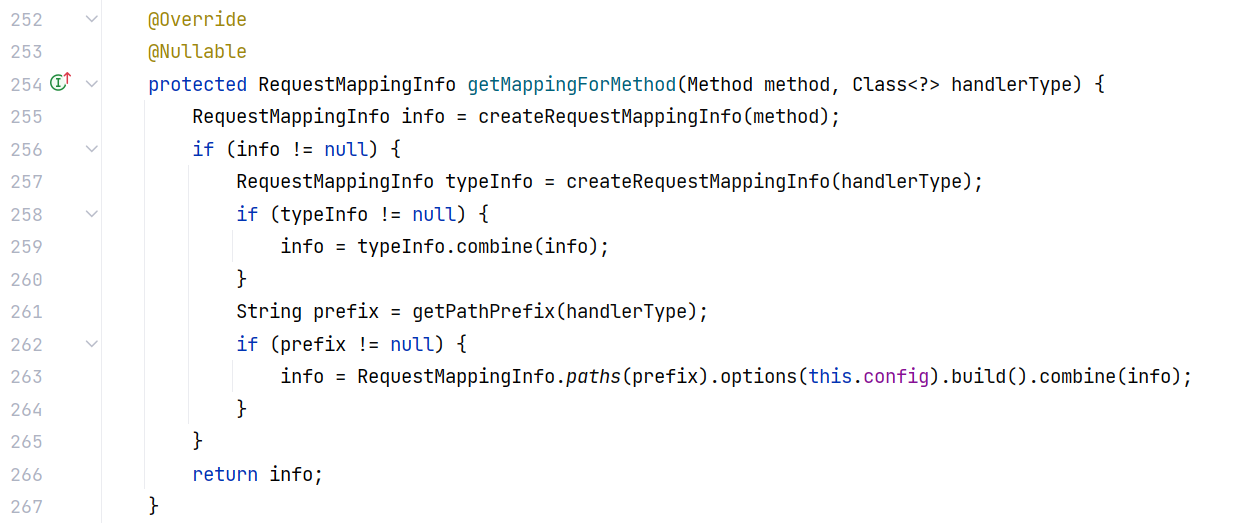 252 @Override
253 @Nullable
254 protected RequestMappingInfo getMappingForMethod(Method method, Class<?> handlerType) {
255 RequestMappingInfo info = createRequestMappingInfo(method);
256 if (info != null) {
257 RequestMappingInfo typeInfo = createRequestMappingInfo(handlerType);
258 if (typeInfo != null) {
259 info = typeInfo.combine(info);
260 }
261 String prefix = getPathPrefix(handlerType);
262 if (prefix != null) {
263 info = RequestMappingInfo.paths(prefix).options(this.config).build().combine(info);
264 }
265 }
266 return info;
267 }